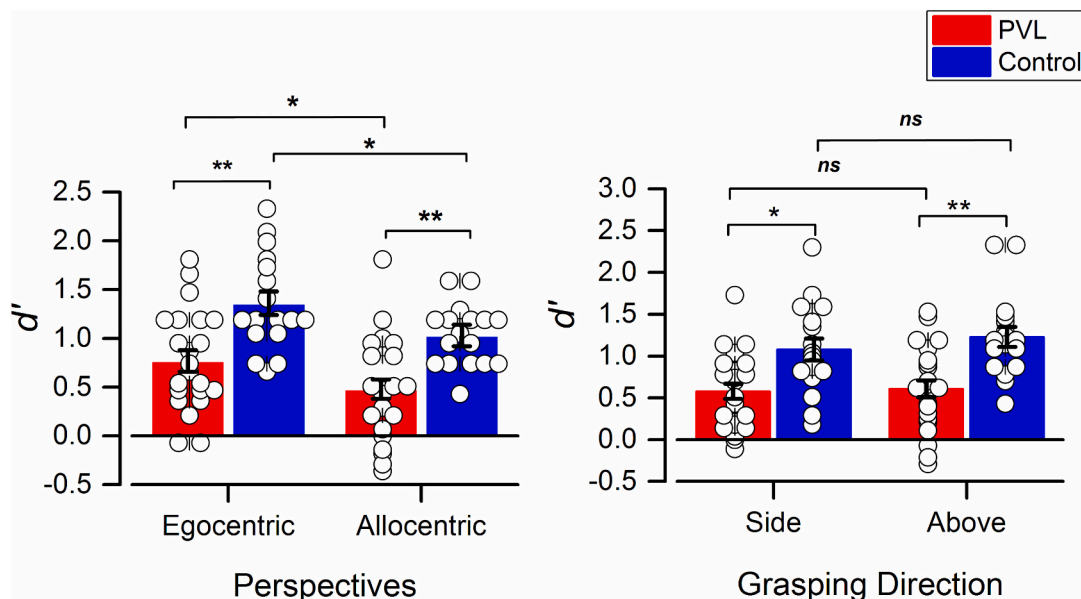 PVL
Control
*
*
**
**
2.5
2.0
1.5
1.0
0.5
0.0
-0.5
d'
Egocentric
Allocentric
Perspectives
ns
ns
*
**
3.0
2.5
2.0
1.5
1.0
0.5
0.0
-0.5
d'
Side
Above
Grasping Direction